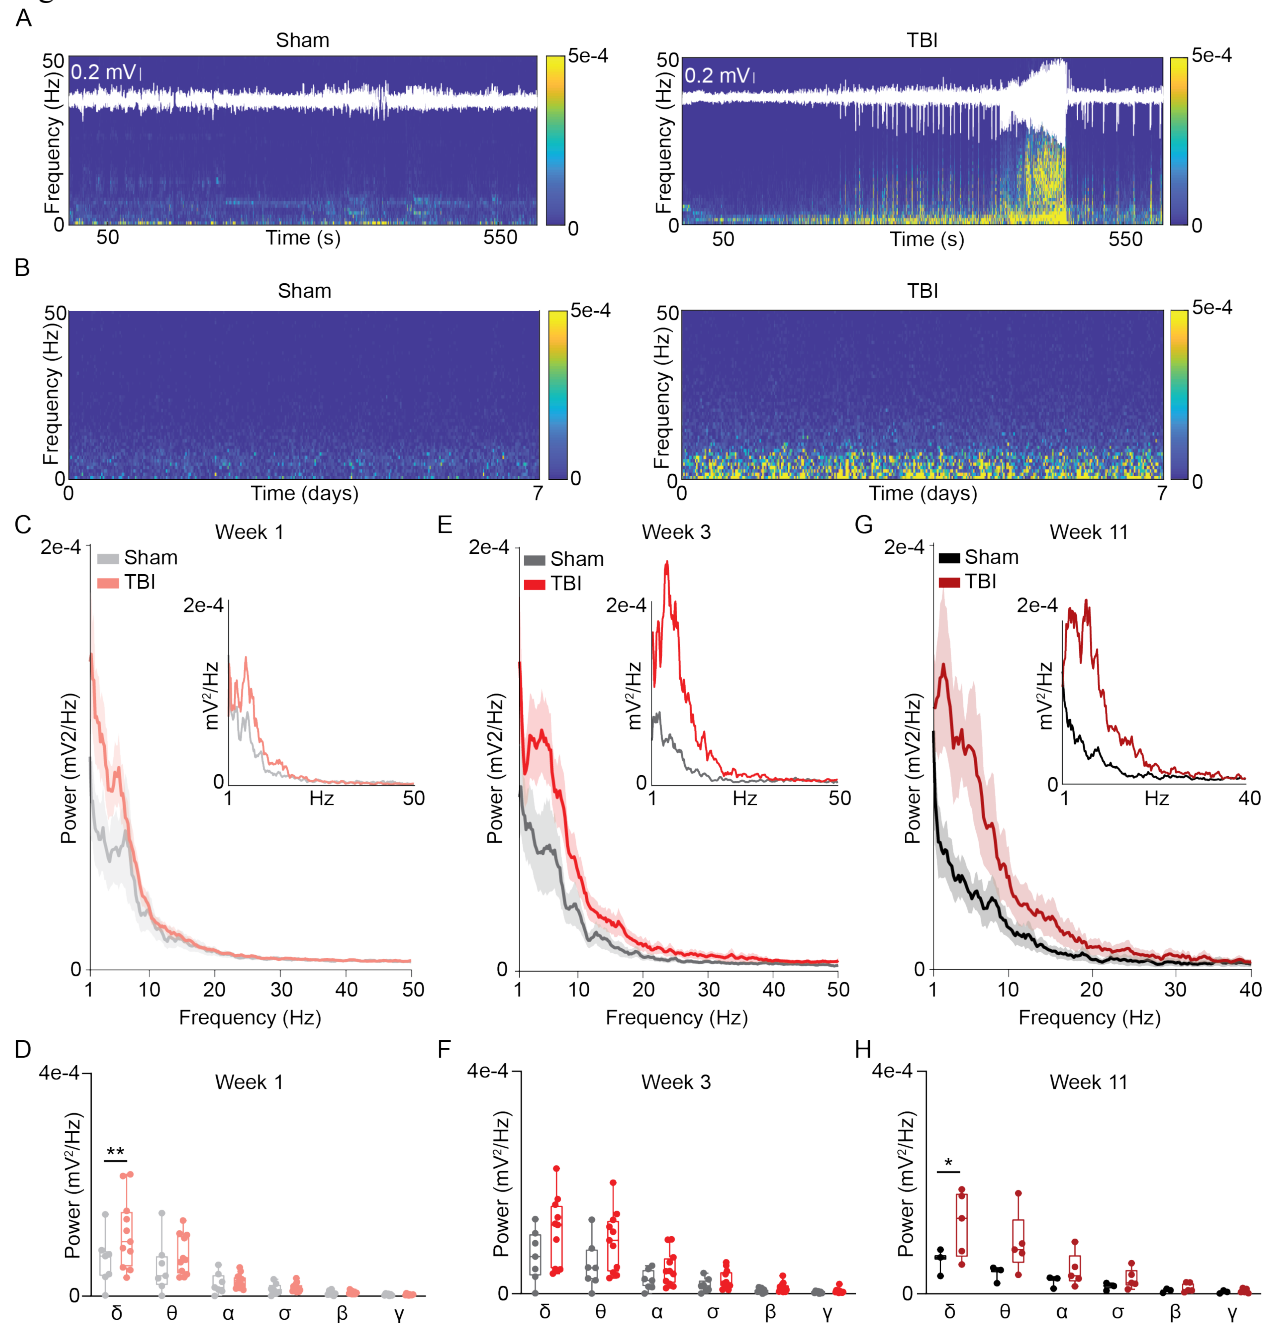 A
Sham
TBI
50
0.2 mV
5e-4
50
0.2 mV
5e-4
Frequency (Hz)
Frequency (Hz)
0
0
0
0
50
Time (s)
550
50
Time (s)
550
B
Sham
TBI
50
5e-4
50
5e-4
Frequency (Hz)
Frequency (Hz)
0
0
0
0
0
Time (days)
7
0
Time (days)
7
C
Week 1
2e-4
Sham
TBI
2e-4
mV²/Hz
0
1
Hz
50
Power (mV2/Hz)
0
1
10
20
30
40
50
Frequency (Hz)
E
Week 3
2e-4
Sham
TBI
2e-4
mV²/Hz
0
1
Hz
50
Power (mV2/Hz)
0
1
10
20
30
40
50
Frequency (Hz)
G
Week 11
2e-4
Sham
TBI
2e-4
mV²/Hz
0
1
Hz
40
Power (mV2/Hz)
0
1
10
20
30
40
Frequency (Hz)
D
Week 1
4e-4
**
Power (mV²/Hz)
0
δ θ α σ β γ
F
Week 3
4e-4
Power (mV²/Hz)
0
δ θ α σ β γ
H
Week 11
4e-4
*
Power (mV²/Hz)
0
δ θ α σ β γ